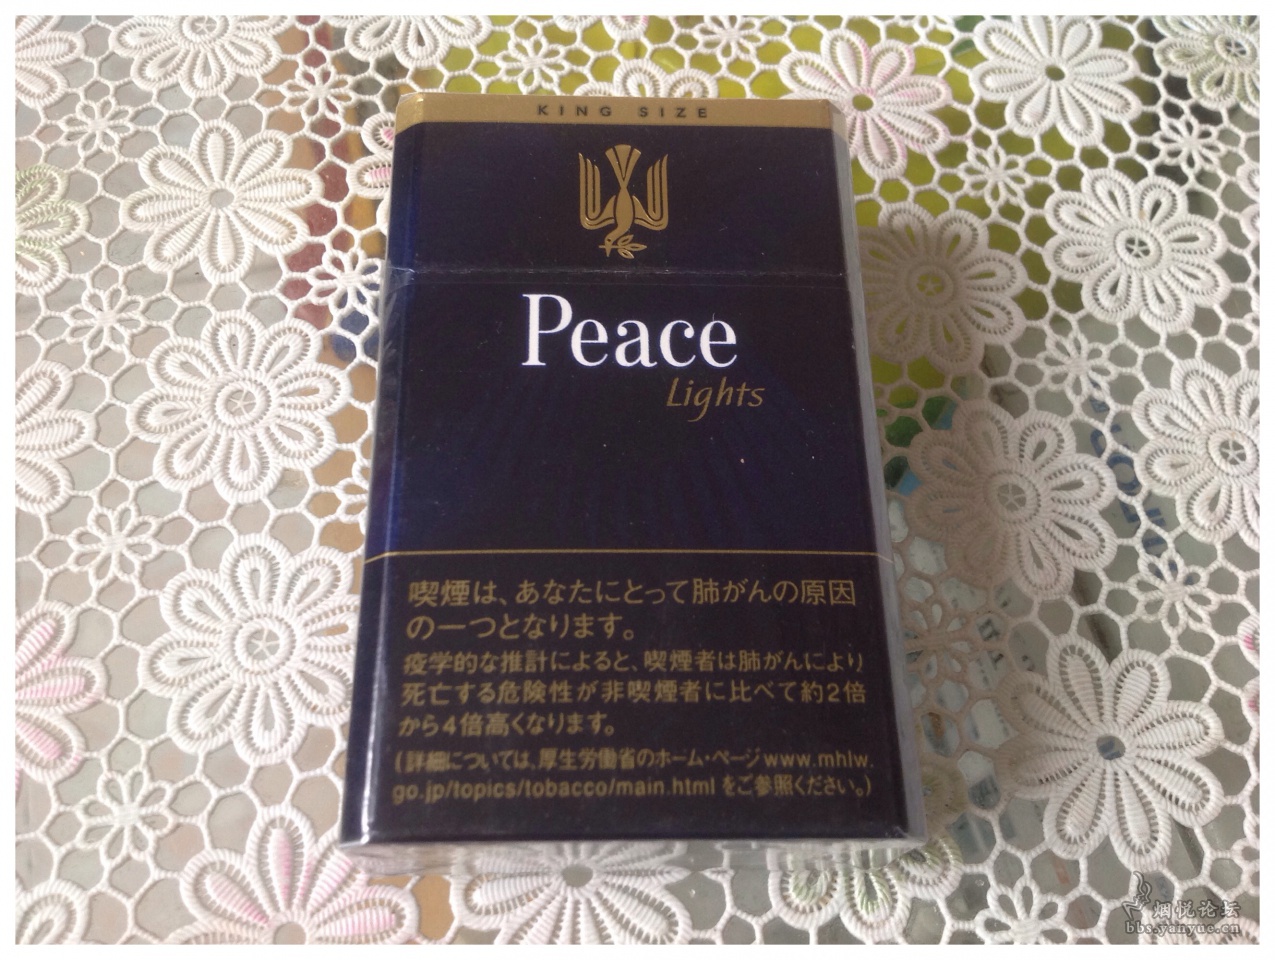 KING SIZE
Peace
Lights
喫煙は、あなたにとって肺がんの原因
の一つとなります。
疫学的な推計によると、喫煙者は肺がんにより
死亡する危険性が非喫煙者に比べて約2倍
から4倍高くなります。
(詳細については、厚生労働省のホーム・ページwww.mhlw.
go.jp/topics/tobacco/main.htmlをご参照ください。)
烟悦论坛
bbs.yanyue.cn